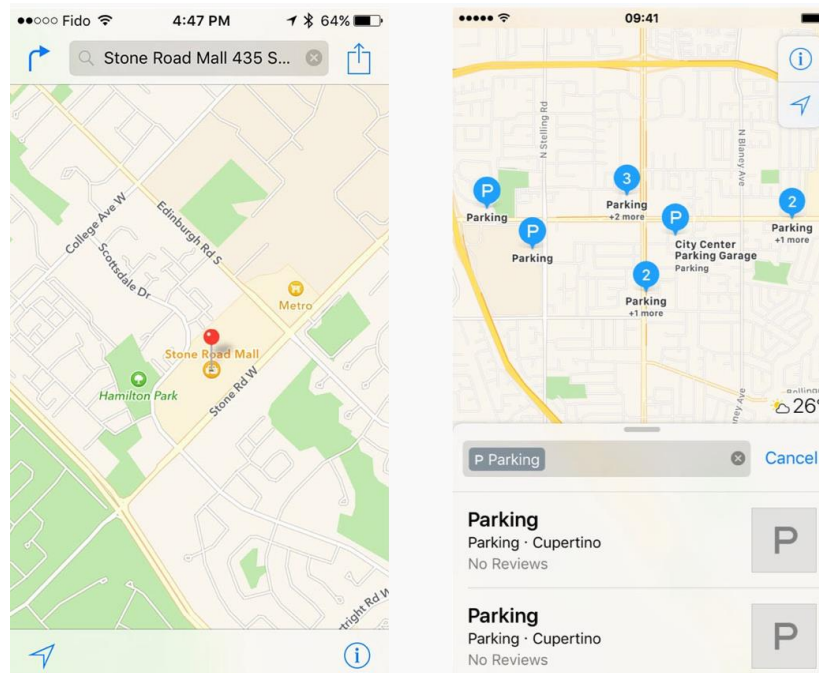 Fido
4:47 PM
64%
Stone Road Mall 435 S...
College Ave W
Edinburgh Rd S
Scottsdale Dr
Metro
Stone Road Mall
Hamilton Park
Stone Rd W
09:41
N Stelling Rd
N Blaney Ave
3
Parking
+2 more
P
Parking
P
Parking
P
City Center
Parking Garage
Parking
2
Parking
+1 more
2
Parking
+1 more
26°
P Parking
Cancel
Parking
Parking · Cupertino
No Reviews
P
Parking
Parking · Cupertino
No Reviews
P